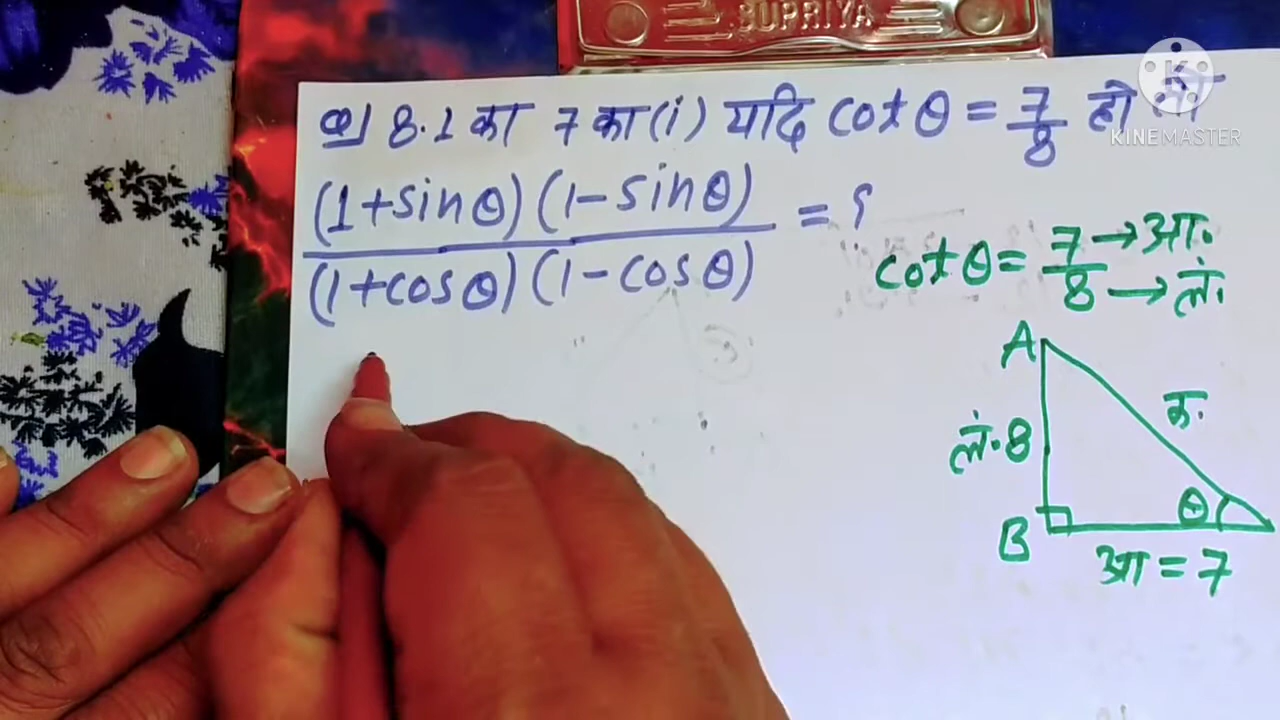 SUPRIYA
KINEMASTER
8.1 का 7 का (i) यदि cot θ = 7/8 हो तो
(1+sinθ) (1-sinθ) / (1+cosθ) (1-cosθ) = ?
cot θ = 7/8 → आ. → लं.
A
लं. 8
क.
θ
B
आ = 7